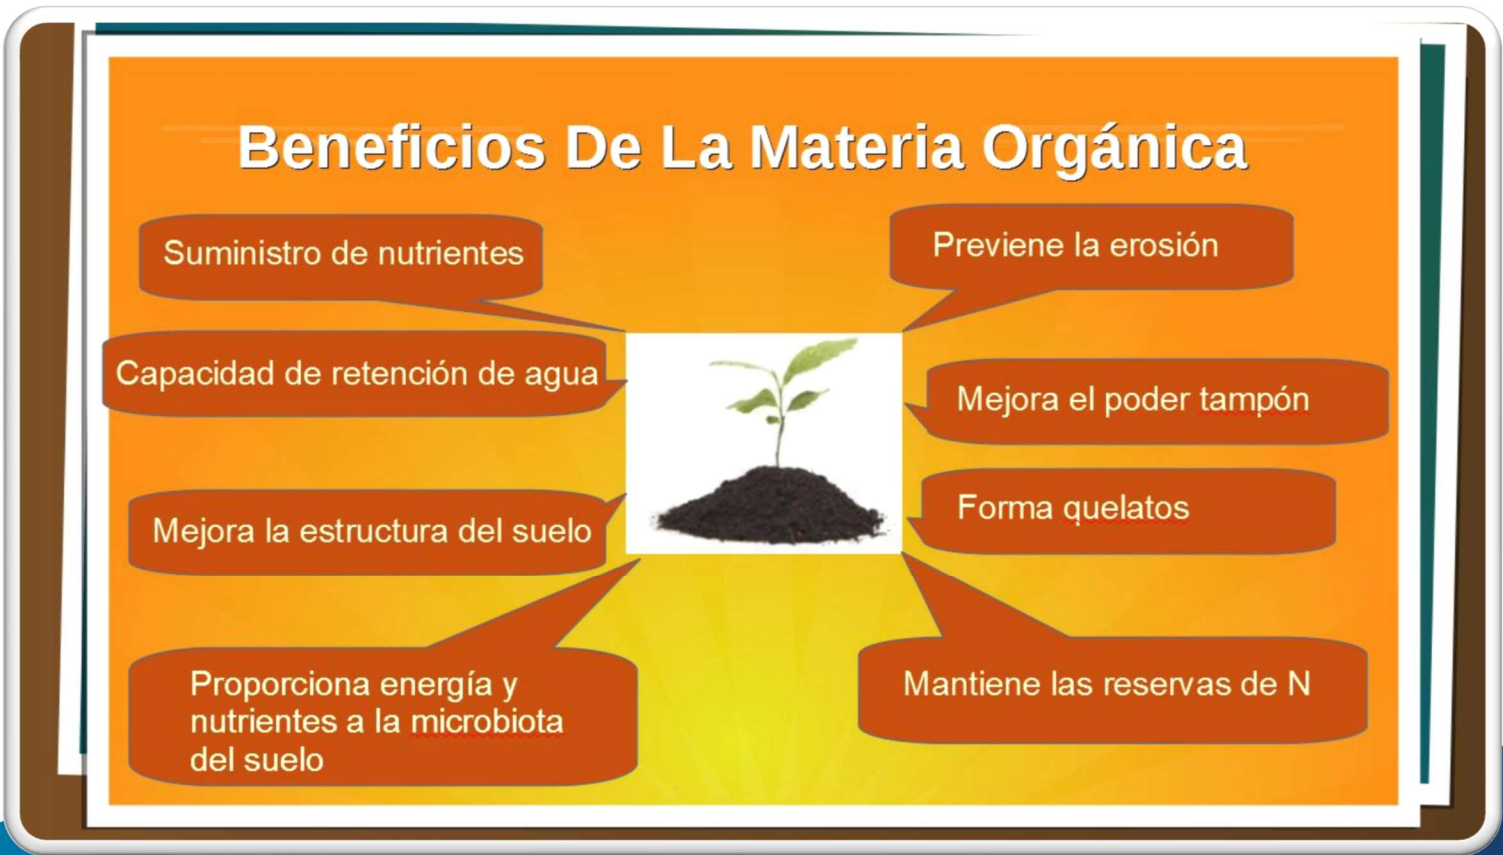 Beneficios De La Materia Orgánica
Suministro de nutrientes
Capacidad de retención de agua
Mejora la estructura del suelo
Proporciona energía y
nutrientes a la microbiota
del suelo
Previene la erosión
Mejora el poder tampón
Forma quelatos
Mantiene las reservas de N